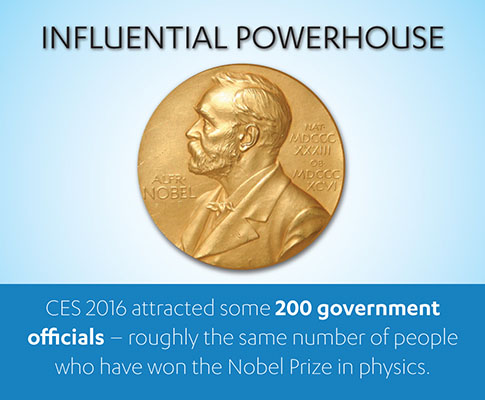 INFLUENTIAL POWERHOUSE
ALFR·
NOBEL
NAT.
MDCCC
XXXIII
OB.
MDCCC
XCVI
CES 2016 attracted some 200 government
officials – roughly the same number of people
who have won the Nobel Prize in physics.